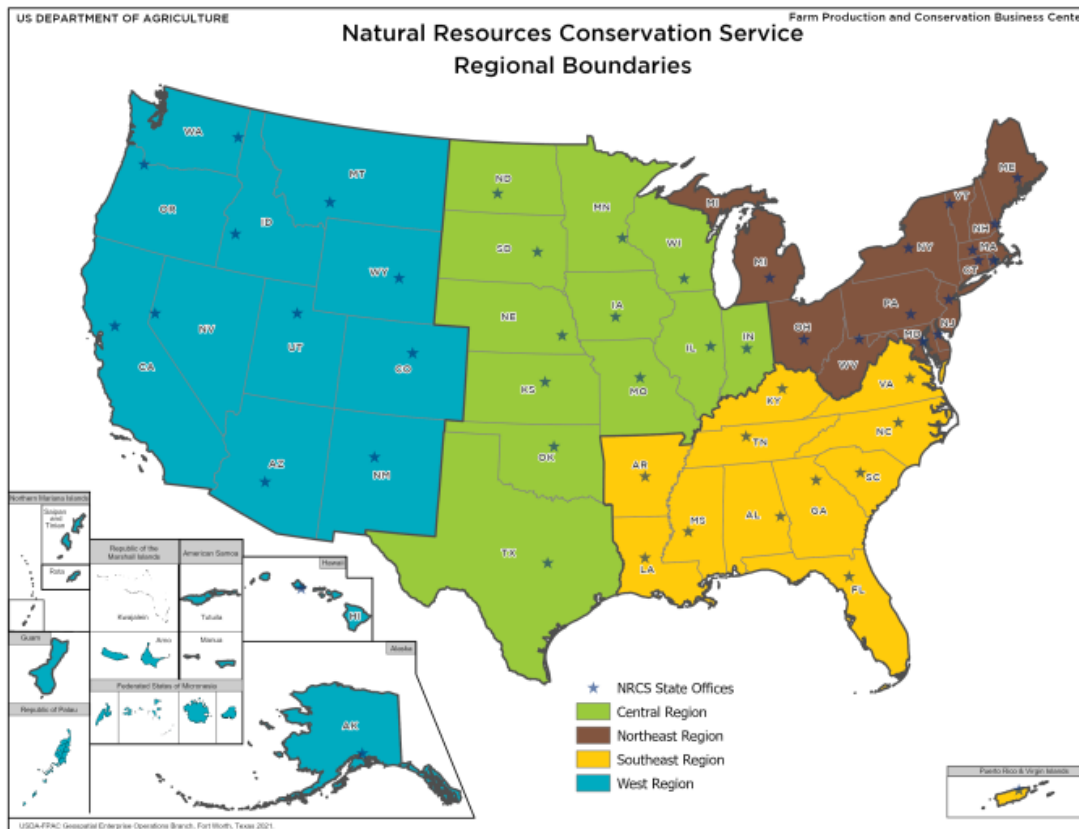 US DEPARTMENT OF AGRICULTURE
Farm Production and Conservation Business Center
Natural Resources Conservation Service
Regional Boundaries
WA
MT
ND
MN
MI
ME
VT
OR
ID
SD
WI
NH
NY
MA
CT
WY
MI
IA
PA
NE
NJ
NV
UT
IL
IN
OH
MD
CA
CO
WV
KS
MO
KY
VA
TN
NC
AZ
NM
OK
AR
SC
MS
AL
GA
TX
LA
FL
Northern Mariana Islands
Saipan
and
Tinian
Rota
Republic of the
Marshall Islands
American Samoa
Kwajalein
Tutuila
Hawaii
HI
Guam
Arno
Manua
Alaska
Federated States of Micronesia
Republic of Palau
AK
NRCS State Offices
Central Region
Northeast Region
Southeast Region
West Region
Puerto Rico & Virgin Islands
USDA-FPAC Geospatial Enterprise Operations Branch, Fort Worth, Texas 2021.